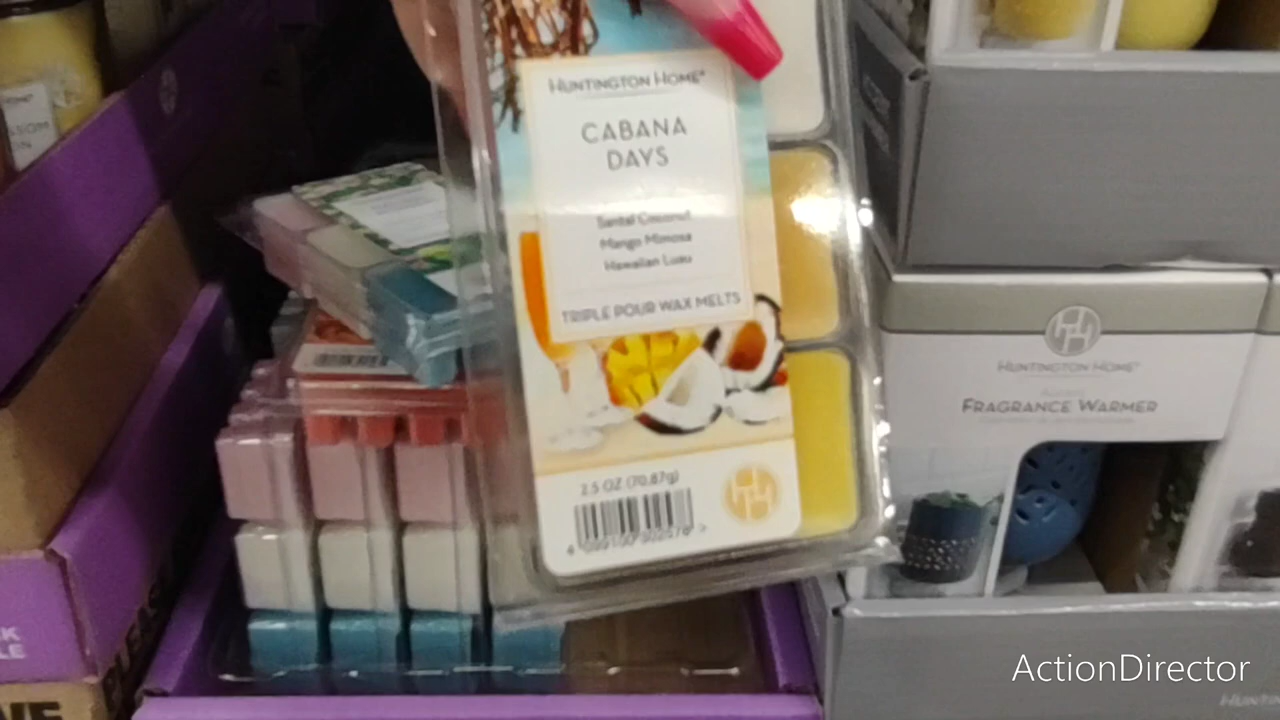 HUNTINGTON HOME®
CABANA
DAYS
Santal Coconut
Mango Mimosa
Hawaiian Luau
TRIPLE POUR WAX MELTS
2.5 OZ (70.87g)
HUNTINGTON HOME®
FRAGRANCE WARMER
ActionDirector